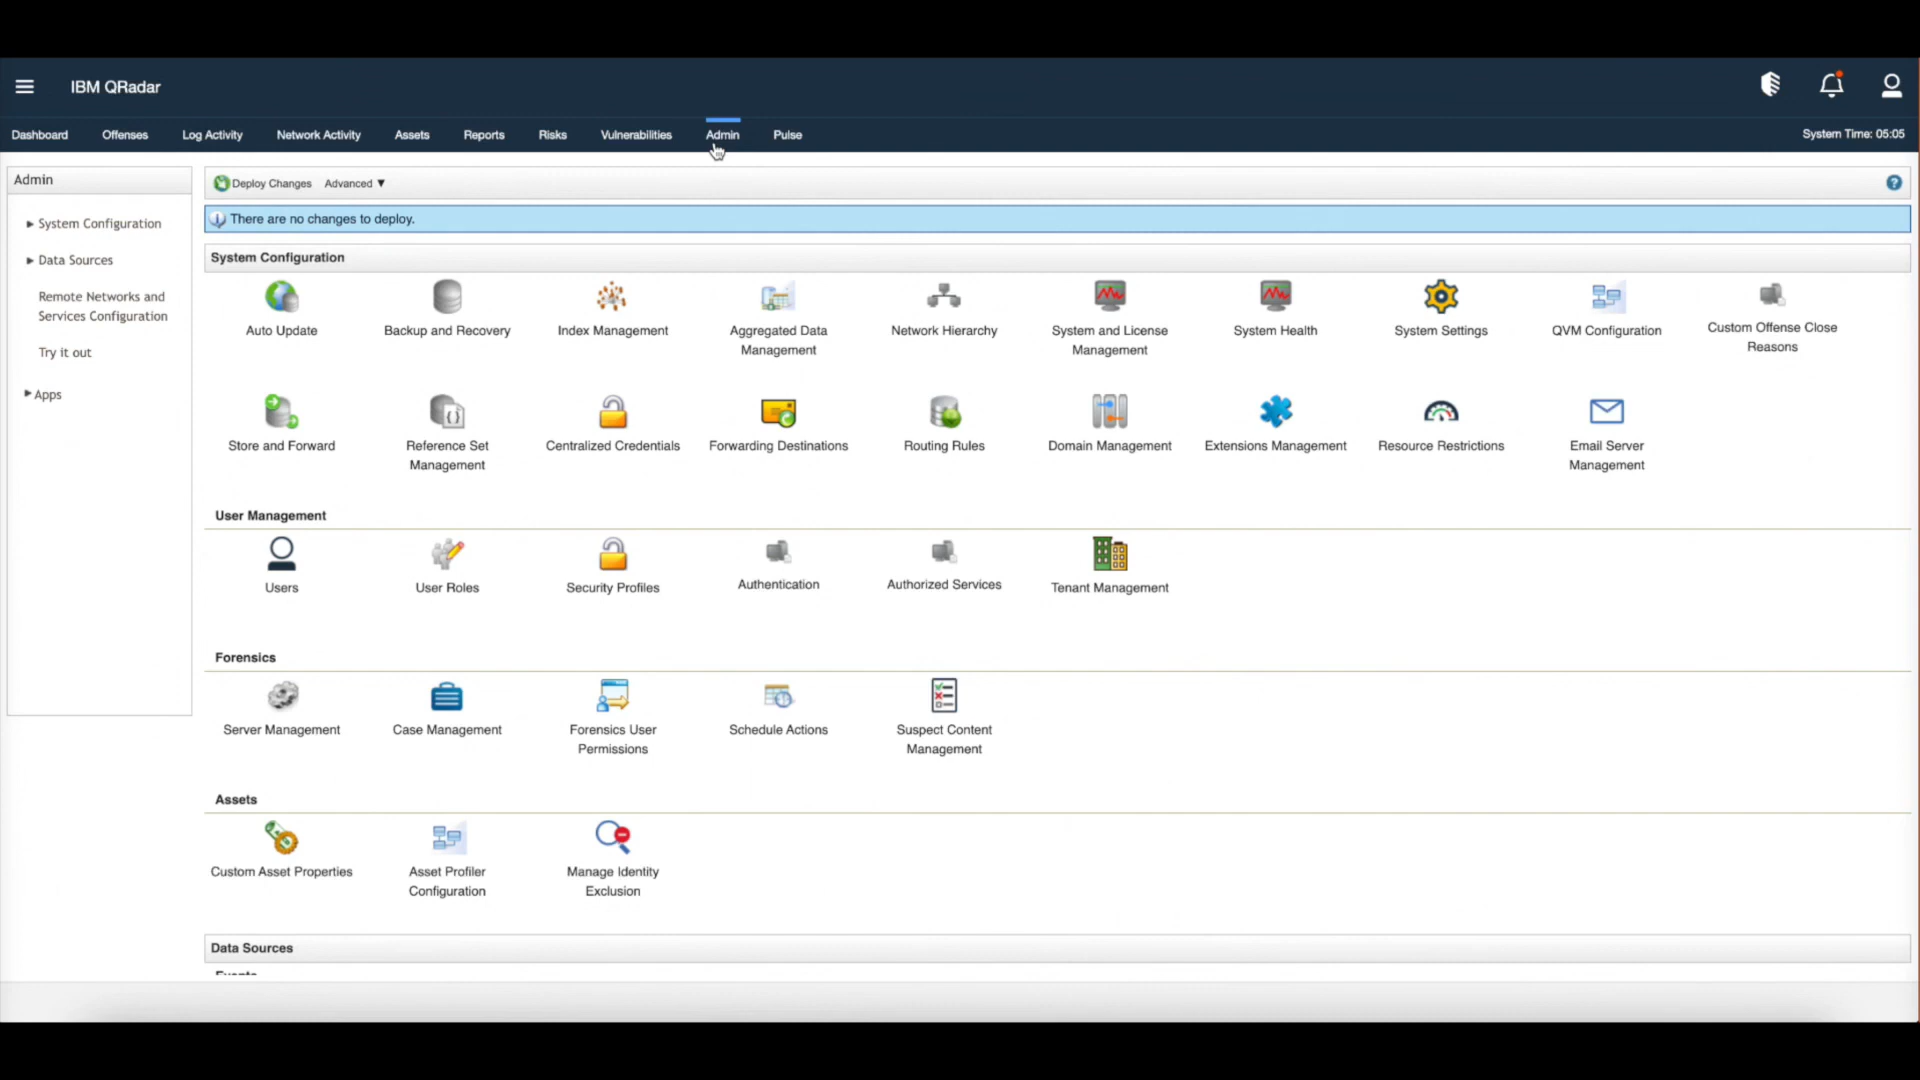 IBM QRadar
Dashboard Offenses Log Activity Network Activity Assets Reports Risks Vulnerabilities Admin Pulse System Time: 05:05
Admin
System Configuration
Data Sources
Remote Networks and
Services Configuration
Try it out
Apps
Deploy Changes Advanced ▼
There are no changes to deploy.
System Configuration
Auto Update
Backup and Recovery
Index Management
Aggregated Data
Management
Network Hierarchy
System and License
Management
System Health
System Settings
QVM Configuration
Custom Offense Close
Reasons
Store and Forward
Reference Set
Management
Centralized Credentials
Forwarding Destinations
Routing Rules
Domain Management
Extensions Management
Resource Restrictions
Email Server
Management
User Management
Users
User Roles
Security Profiles
Authentication
Authorized Services
Tenant Management
Forensics
Server Management
Case Management
Forensics User
Permissions
Schedule Actions
Suspect Content
Management
Assets
Custom Asset Properties
Asset Profiler
Configuration
Manage Identity
Exclusion
Data Sources
Events